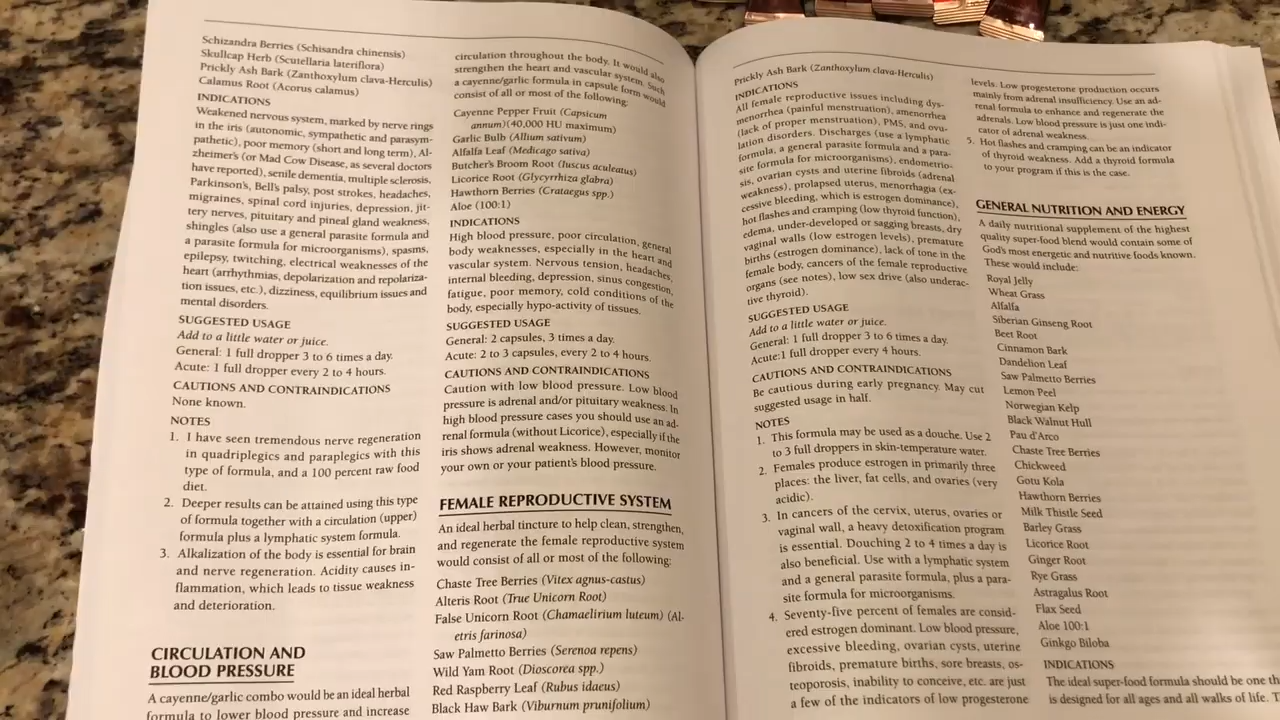 Schizandra Berries (Schisandra chinensis)
Skullcap Herb (Scutellaria lateriflora)
Prickly Ash Bark (Zanthoxylum clava-Herculis)
Calamus Root (Acorus calamus)
INDICATIONS
Weakened nervous system, marked by nerve rings
in the iris (autonomic, sympathetic and parasym-
pathetic), poor memory (short and long term), Al-
zheimer's (or Mad Cow Disease, as several doctors
have reported), senile dementia, multiple sclerosis,
Parkinson's, Bell's palsy, post strokes, headaches,
migraines, spinal cord injuries, depression, jit-
tery nerves, pituitary and pineal gland weakness,
shingles (also use a general parasite formula and
a parasite formula for microorganisms), spasms,
epilepsy, twitching, electrical weaknesses of the
heart (arrhythmias, depolarization and repolariza-
tion issues, etc.), dizziness, equilibrium issues and
mental disorders.
SUGGESTED USAGE
Add to a little water or juice.
General: 1 full dropper 3 to 6 times a day.
Acute: 1 full dropper every 2 to 4 hours.
CAUTIONS AND CONTRAINDICATIONS
None known.
NOTES
1. I have seen tremendous nerve regeneration
in quadriplegics and paraplegics with this
type of formula, and a 100 percent raw food
diet.
2. Deeper results can be attained using this type
of formula together with a circulation (upper)
formula plus a lymphatic system formula.
3. Alkalization of the body is essential for brain
and nerve regeneration. Acidity causes in-
flammation, which leads to tissue weakness
and deterioration.
CIRCULATION AND
BLOOD PRESSURE
A cayenne/garlic combo would be an ideal herbal
formula to lower blood pressure and increase
circulation throughout the body. It would also
strengthen the heart and vascular system. Such
a cayenne/garlic formula in capsule form would
consist of all or most of the following:
Cayenne Pepper Fruit (Capsicum
annum)(40,000 HU maximum)
Garlic Bulb (Allium sativum)
Alfalfa Leaf (Medicago sativa)
Butcher's Broom Root (Iuscus aculeatus)
Licorice Root (Glycyrrhiza glabra)
Hawthorn Berries (Crataegus spp.)
Aloe (100:1)
INDICATIONS
High blood pressure, poor circulation, general
body weaknesses, especially in the heart and
vascular system. Nervous tension, headaches,
internal bleeding, depression, sinus congestion,
fatigue, poor memory, cold conditions of the
body, especially hypo-activity of tissues.
SUGGESTED USAGE
General: 2 capsules, 3 times a day.
Acute: 2 to 3 capsules, every 2 to 4 hours.
CAUTIONS AND CONTRAINDICATIONS
Caution with low blood pressure. Low blood
pressure is adrenal and/or pituitary weakness. In
high blood pressure cases you should use an ad-
renal formula (without Licorice), especially if the
iris shows adrenal weakness. However, monitor
your own or your patient's blood pressure.
FEMALE REPRODUCTIVE SYSTEM
An ideal herbal tincture to help clean, strengthen,
and regenerate the female reproductive system
would consist of all or most of the following:
Chaste Tree Berries (Vitex agnus-castus)
Alteris Root (True Unicorn Root)
False Unicorn Root (Chamaelirium luteum) (Al-
etris farinosa)
Saw Palmetto Berries (Serenoa repens)
Wild Yam Root (Dioscorea spp.)
Red Raspberry Leaf (Rubus idaeus)
Black Haw Bark (Viburnum prunifolium)
Prickly Ash Bark (Zanthoxylum clava-Herculis)
INDICATIONS
All female reproductive issues including dys-
menorrhea (painful menstruation), amenorrhea
(lack of proper menstruation), PMS, and ovu-
lation disorders. Discharges (use a lymphatic
formula, a general parasite formula and a para-
site formula for microorganisms), endometrio-
sis, ovarian cysts and uterine fibroids (adrenal
weakness), prolapsed uterus, menorrhagia (ex-
cessive bleeding, which is estrogen dominance),
hot flashes and cramping (low thyroid function),
edema, under-developed or sagging breasts, dry
vaginal walls (low estrogen levels), premature
births (estrogen dominance), lack of tone in the
female body, cancers of the female reproductive
organs (see notes), low sex drive (also underac-
tive thyroid).
SUGGESTED USAGE
Add to a little water or juice.
General: 1 full dropper 3 to 6 times a day.
Acute:1 full dropper every 4 hours.
CAUTIONS AND CONTRAINDICATIONS
Be cautious during early pregnancy. May cut
suggested usage in half.
NOTES
1. This formula may be used as a douche. Use 2
to 3 full droppers in skin-temperature water.
2. Females produce estrogen in primarily three
places: the liver, fat cells, and ovaries (very
acidic).
3. In cancers of the cervix, uterus, ovaries or
vaginal wall, a heavy detoxification program
is essential. Douching 2 to 4 times a day is
also beneficial. Use with a lymphatic system
and a general parasite formula, plus a para-
site formula for microorganisms.
4. Seventy-five percent of females are consid-
ered estrogen dominant. Low blood pressure,
excessive bleeding, ovarian cysts, uterine
fibroids, premature births, sore breasts, os-
teoporosis, inability to conceive, etc. are just
a few of the indicators of low progesterone
levels. Low progesterone production occurs
mainly from adrenal insufficiency. Use an ad-
renal formula to enhance and regenerate the
adrenals. Low blood pressure is just one indi-
cator of adrenal weakness.
5. Hot flashes and cramping can be an indicator
of thyroid weakness. Add a thyroid formula
to your program if this is the case.
GENERAL NUTRITION AND ENERGY
A daily nutritional supplement of the highest
quality super-food blend would contain some of
God's most energetic and nutritive foods known.
These would include:
Royal Jelly
Wheat Grass
Alfalfa
Siberian Ginseng Root
Beet Root
Cinnamon Bark
Dandelion Leaf
Saw Palmetto Berries
Lemon Peel
Norwegian Kelp
Black Walnut Hull
Pau d'Arco
Chaste Tree Berries
Chickweed
Gotu Kola
Hawthorn Berries
Milk Thistle Seed
Barley Grass
Licorice Root
Ginger Root
Rye Grass
Astragalus Root
Flax Seed
Aloe 100:1
Ginkgo Biloba
INDICATIONS
The ideal super-food formula should be one
is designed for all ages and all walks of life.